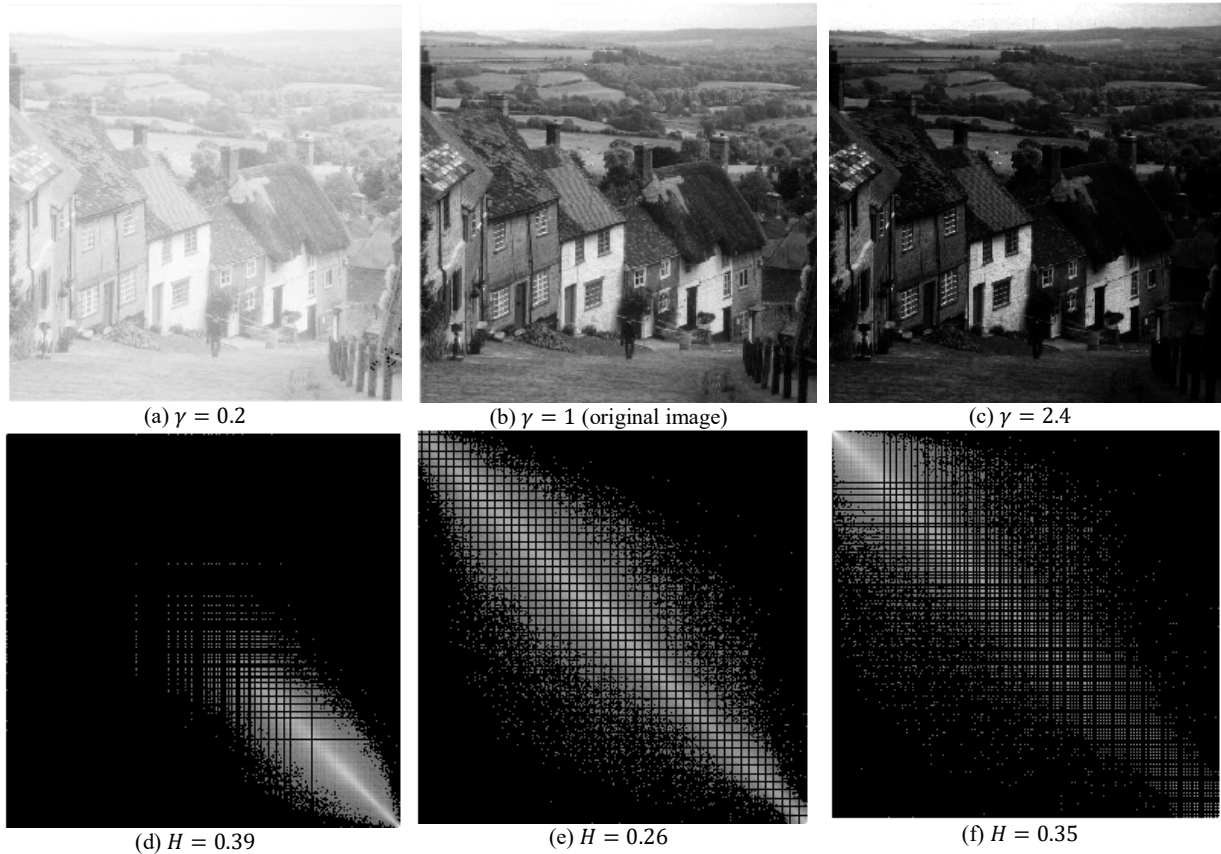 (a) γ = 0.2
(b) γ = 1 (original image)
(c) γ = 2.4
(d) H = 0.39
(e) H = 0.26
(f) H = 0.35